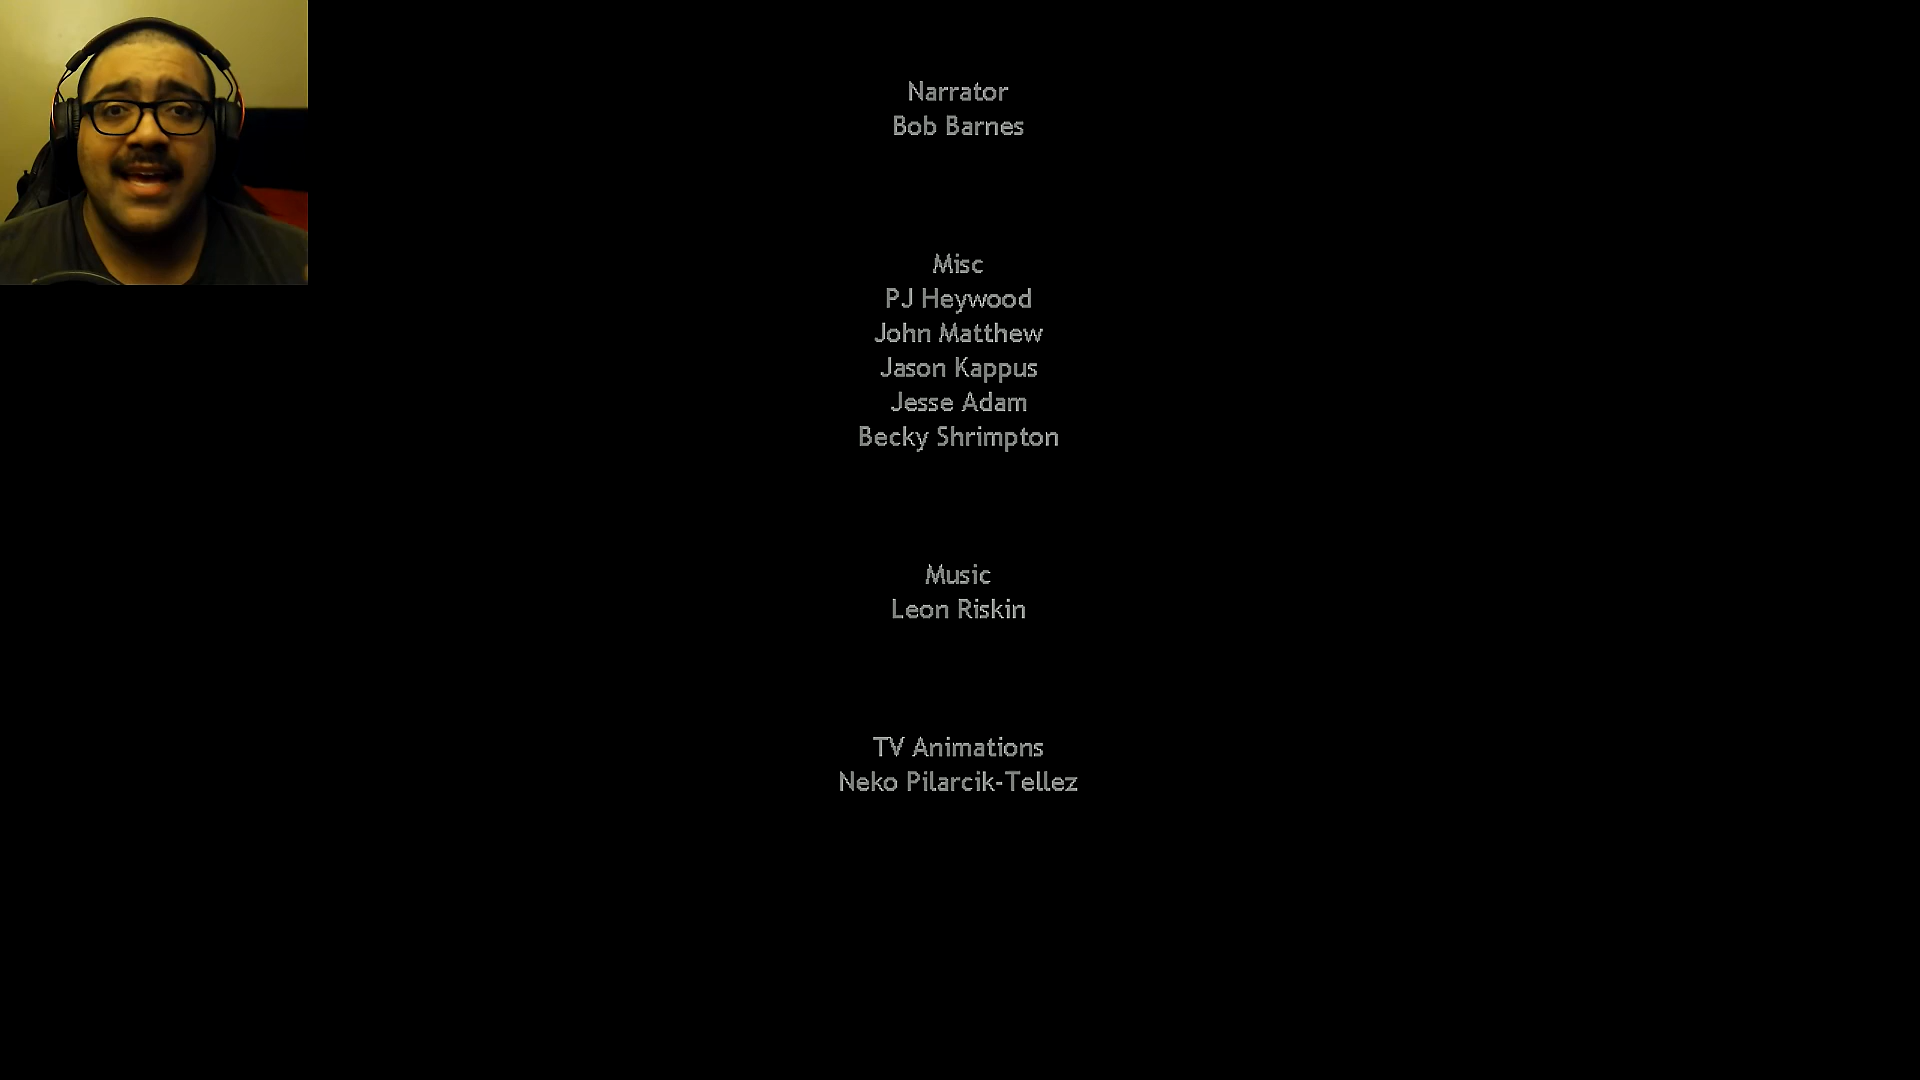 Narrator
Bob Barnes
Misc
PJ Heywood
John Matthew
Jason Kappus
Jesse Adam
Becky Shrimpton
Music
Leon Riskin
TV Animations
Neko Pilarcik-Tellez